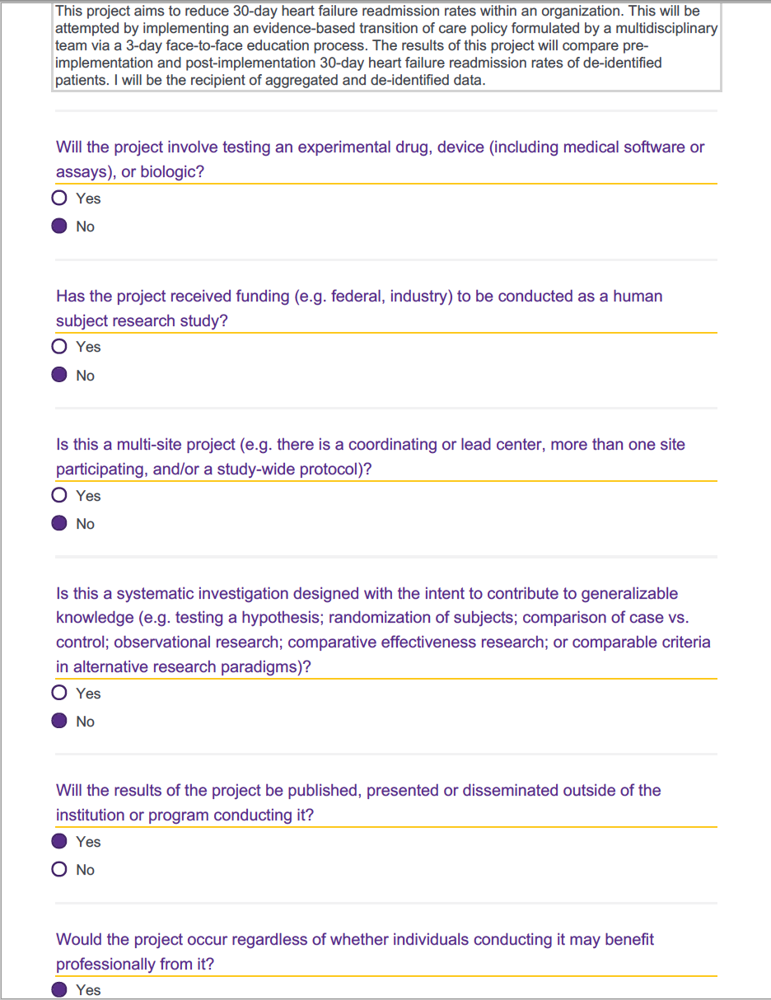 This project aims to reduce 30-day heart failure readmission rates within an organization. This will be
attempted by implementing an evidence-based transition of care policy formulated by a multidisciplinary
team via a 3-day face-to-face education process. The results of this project will compare pre-
implementation and post-implementation 30-day heart failure readmission rates of de-identified
patients. I will be the recipient of aggregated and de-identified data.
Will the project involve testing an experimental drug, device (including medical software or
assays), or biologic?
Yes
No
Has the project received funding (e.g. federal, industry) to be conducted as a human
subject research study?
Yes
No
Is this a multi-site project (e.g. there is a coordinating or lead center, more than one site
participating, and/or a study-wide protocol)?
Yes
No
Is this a systematic investigation designed with the intent to contribute to generalizable
knowledge (e.g. testing a hypothesis; randomization of subjects; comparison of case vs.
control; observational research; comparative effectiveness research; or comparable criteria
in alternative research paradigms)?
Yes
No
Will the results of the project be published, presented or disseminated outside of the
institution or program conducting it?
Yes
No
Would the project occur regardless of whether individuals conducting it may benefit
professionally from it?
Yes